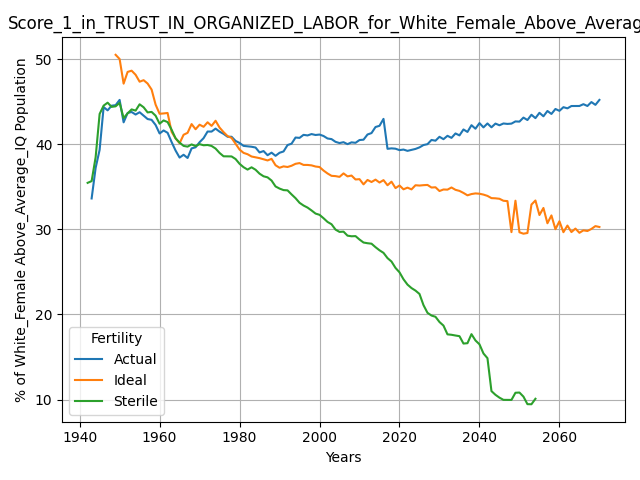 Score_1_in_TRUST_IN_ORGANIZED_LABOR_for_White_Female_Above_Averag
% of White_Female Above_Average_IQ Population
50
40
30
20
10
Fertility
Actual
Ideal
Sterile
1940 1960 1980 2000 2020 2040 2060
Years